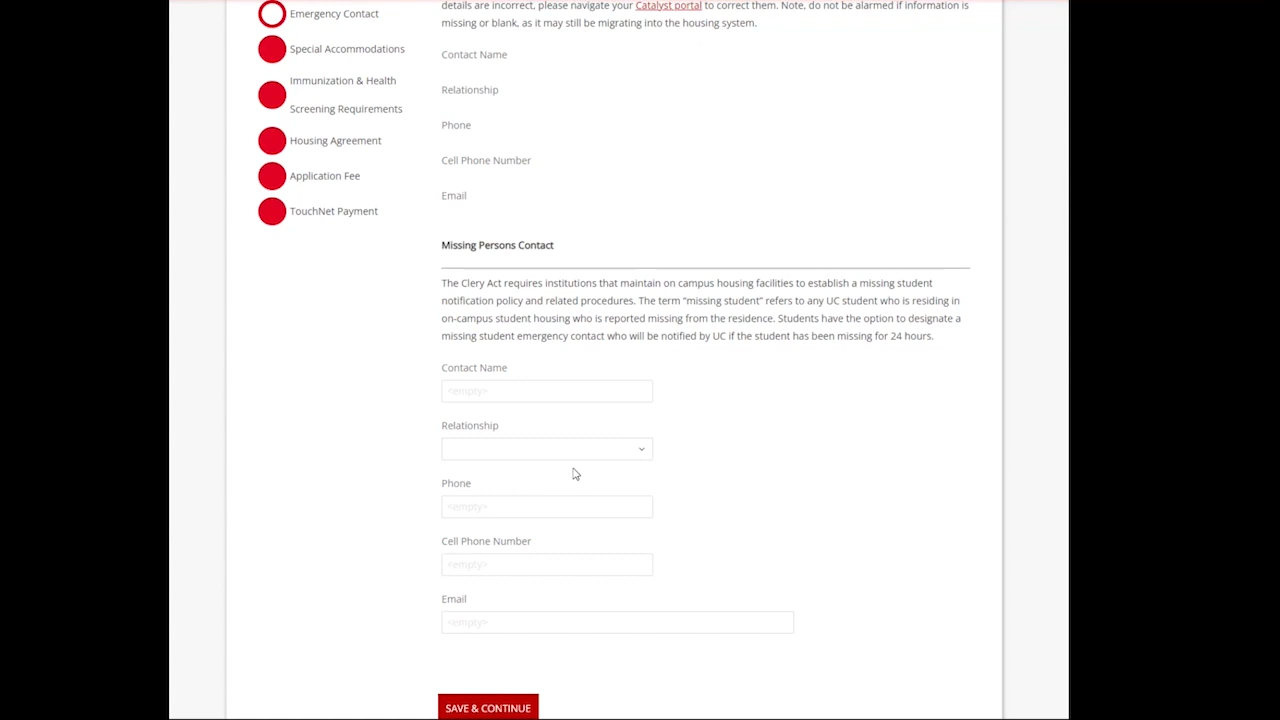 Emergency Contact
Special Accommodations
Immunization & Health
Screening Requirements
Housing Agreement
Application Fee
TouchNet Payment
details are incorrect, please navigate your Catalyst portal to correct them. Note, do not be alarmed if information is
missing or blank, as it may still be migrating into the housing system.
Contact Name
Relationship
Phone
Cell Phone Number
Email
Missing Persons Contact
The Clery Act requires institutions that maintain on campus housing facilities to establish a missing student
notification policy and related procedures. The term “missing student” refers to any UC student who is residing in
on-campus student housing who is reported missing from the residence. Students have the option to designate a
missing student emergency contact who will be notified by UC if the student has been missing for 24 hours.
Contact Name
<empty>
Relationship
Phone
<empty>
Cell Phone Number
<empty>
Email
<empty>
SAVE & CONTINUE